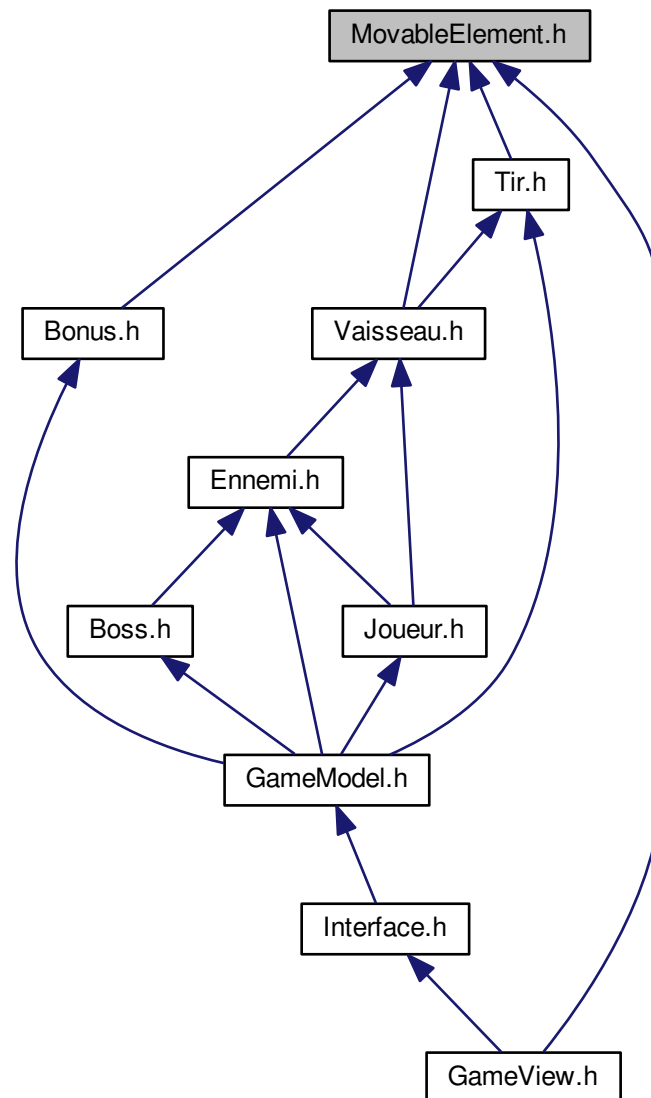 MovableElement.h
Tir.h
Bonus.h
Vaisseau.h
Ennemi.h
Boss.h
Joueur.h
GameModel.h
Interface.h
GameView.h